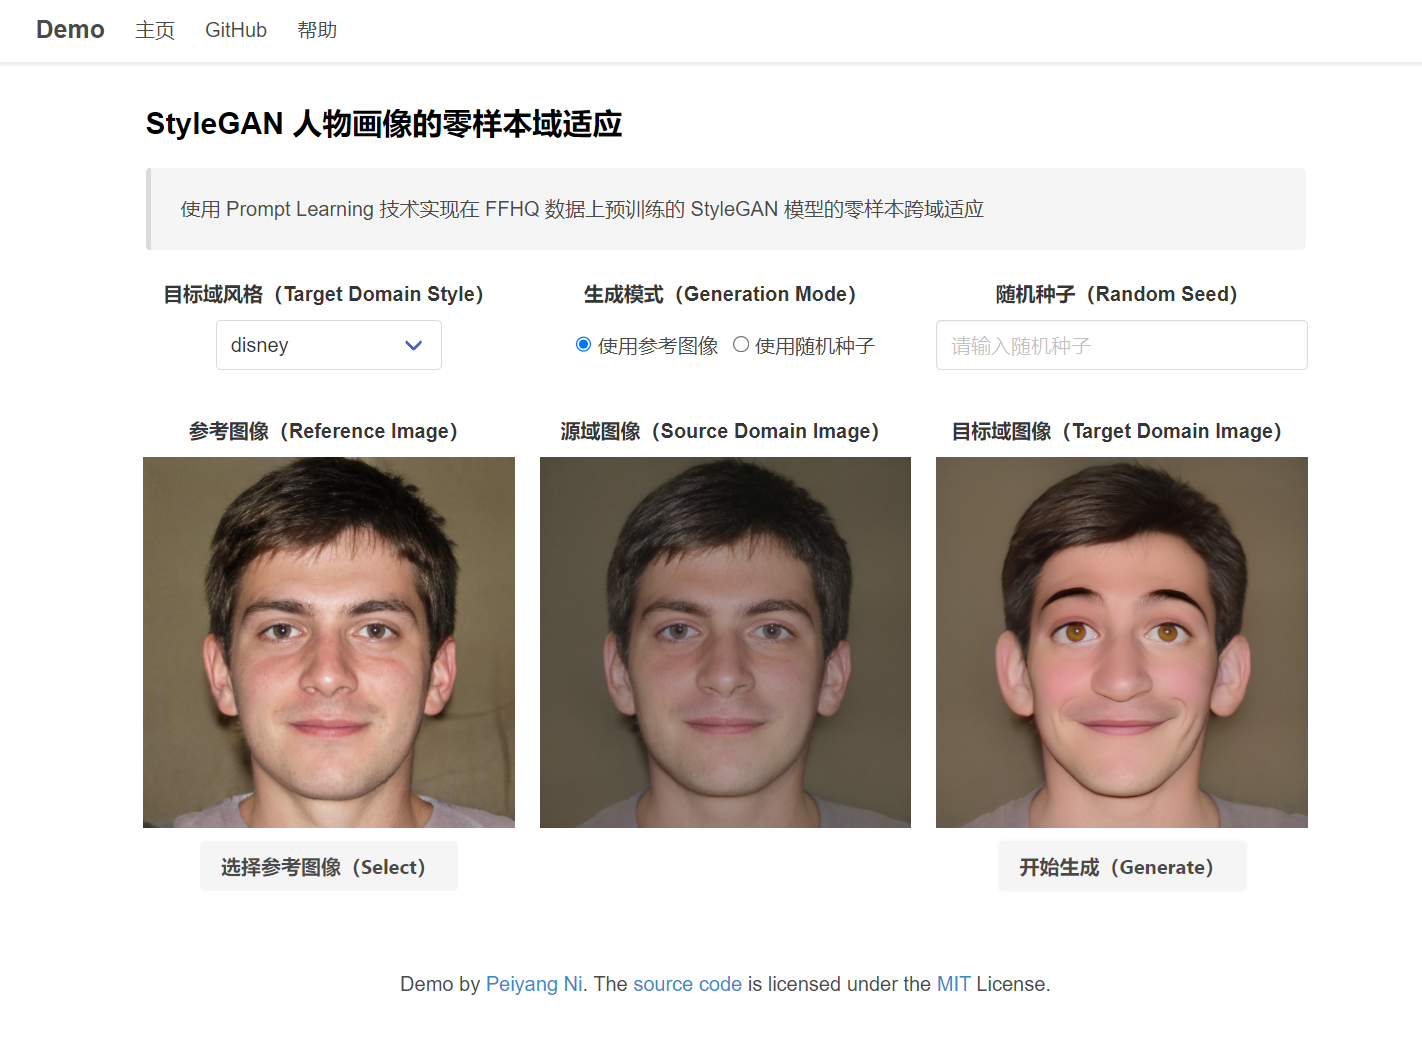 Demo 主页 GitHub 帮助
StyleGAN 人物画像的零样本域适应
使用 Prompt Learning 技术实现在 FFHQ 数据上预训练的 StyleGAN 模型的零样本跨域适应
目标域风格（Target Domain Style） 生成模式（Generation Mode） 随机种子（Random Seed）
disney 使用参考图像 使用随机种子 请输入随机种子
参考图像（Reference Image） 源域图像（Source Domain Image） 目标域图像（Target Domain Image）
选择参考图像（Select） 开始生成（Generate）
Demo by Peiyang Ni. The source code is licensed under the MIT License.